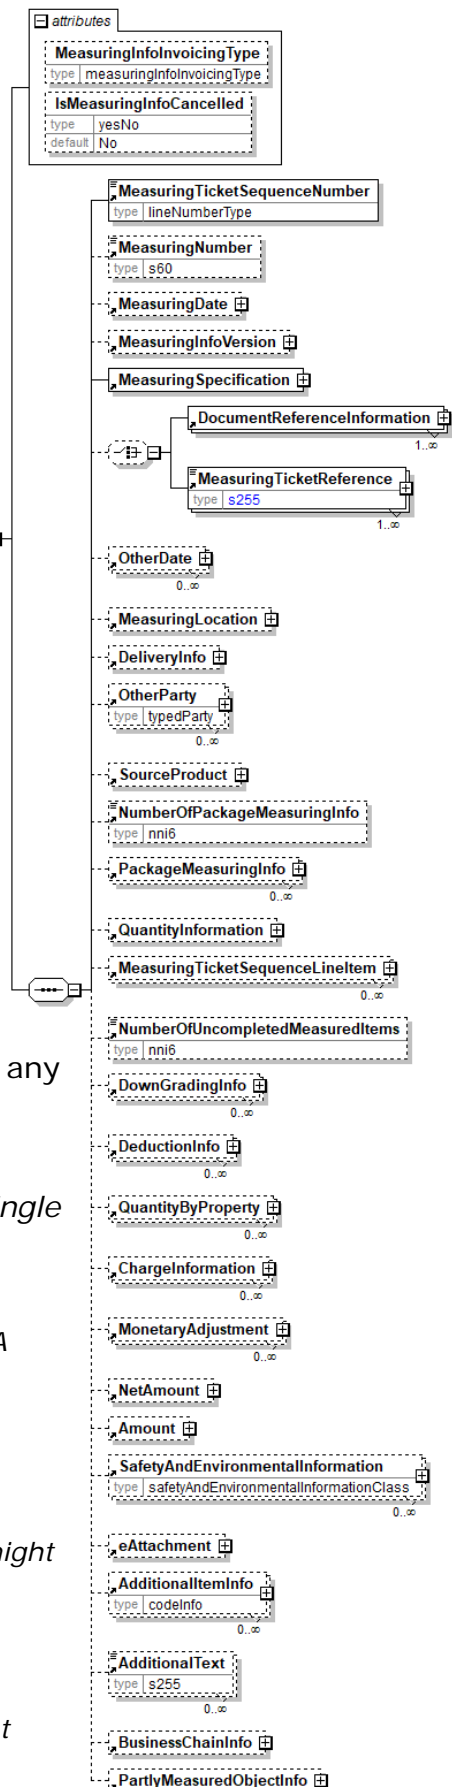 attributes
MeasuringInfoInvoicingType
type measuringInfoInvoicingType
IsMeasuringInfoCancelled
type yesNo
default No
MeasuringTicketSequenceNumber
type lineNumberType
MeasuringNumber
type s60
MeasuringDate
MeasuringInfoVersion
MeasuringSpecification
DocumentReferenceInformation
1..∞
MeasuringTicketReference
type s255
1..∞
OtherDate
0..∞
MeasuringLocation
DeliveryInfo
OtherParty
type typedParty
0..∞
SourceProduct
NumberOfPackageMeasuringInfo
type nni6
PackageMeasuringInfo
0..∞
QuantityInformation
MeasuringTicketSequenceLineItem
0..∞
NumberOfUncompletedMeasuredItems
type nni6
any
DownGradingInfo
0..∞
DeductionInfo
0..∞
ngle
QuantityByProperty
0..∞
ChargeInformation
0..∞
MonetaryAdjustment
A
0..∞
NetAmount
Amount
SafetyAndEnvironmentalInformation
type safetyAndEnvironmentalInformationClass
0..∞
eAttachment
night
AdditionalItemInfo
type codeInfo
0..∞
AdditionalText
type s255
0..∞
t
BusinessChainInfo
PartlyMeasuredObjectInfo